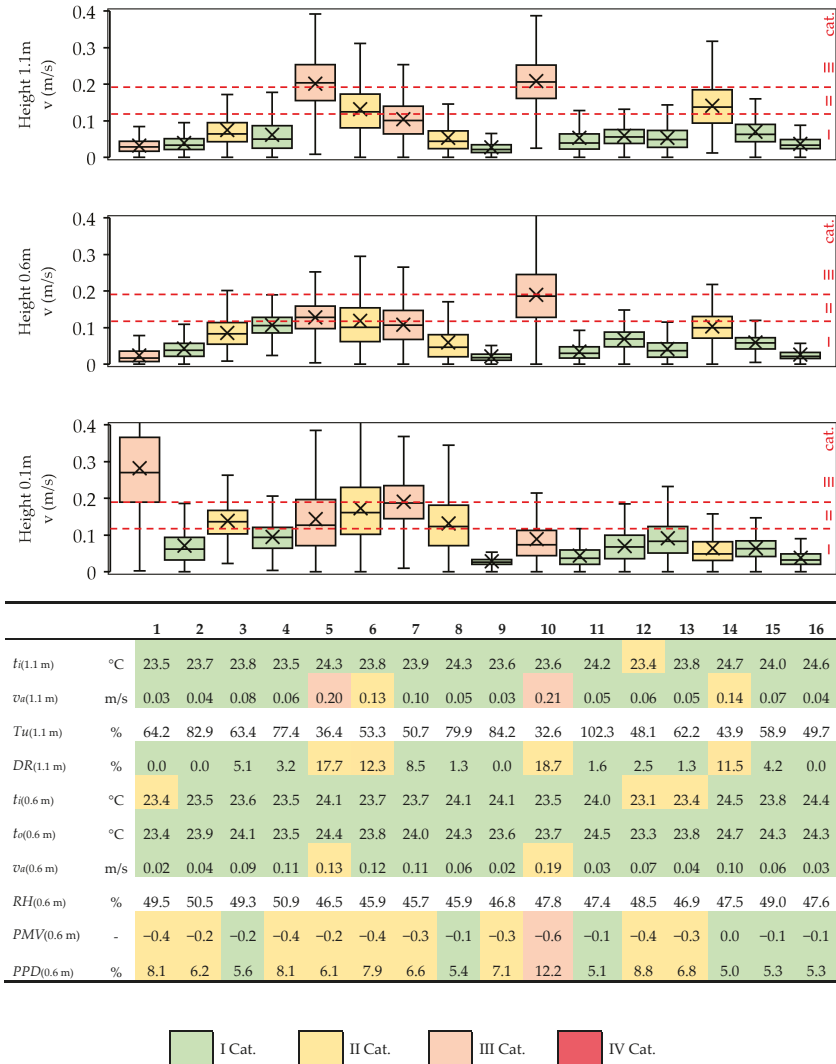 Height 1.1m
v (m/s)
0.4
0.3
0.2
0.1
0
cat.
III
II
I
Height 0.6m
v (m/s)
0.4
0.3
0.2
0.1
0
cat.
III
II
I
Height 0.1m
v (m/s)
0.4
0.3
0.2
0.1
0
cat.
III
II
I
1 2 3 4 5 6 7 8 9 10 11 12 13 14 15 16
ti(1.1 m) °C 23.5 23.7 23.8 23.5 24.3 23.8 23.9 24.3 23.6 23.6 24.2 23.4 23.8 24.7 24.0 24.6
va(1.1 m) m/s 0.03 0.04 0.08 0.06 0.20 0.13 0.10 0.05 0.03 0.21 0.05 0.06 0.05 0.14 0.07 0.04
Tu(1.1 m) % 64.2 82.9 63.4 77.4 36.4 53.3 50.7 79.9 84.2 32.6 102.3 48.1 62.2 43.9 58.9 49.7
DR(1.1 m) % 0.0 0.0 5.1 3.2 17.7 12.3 8.5 1.3 0.0 18.7 1.6 2.5 1.3 11.5 4.2 0.0
ti(0.6 m) °C 23.4 23.5 23.6 23.5 24.1 23.7 23.7 24.1 24.1 23.5 24.0 23.1 23.4 24.5 23.8 24.4
to(0.6 m) °C 23.4 23.9 24.1 23.5 24.4 23.8 24.0 24.3 23.6 23.7 24.5 23.3 23.8 24.7 24.3 24.3
va(0.6 m) m/s 0.02 0.04 0.09 0.11 0.13 0.12 0.11 0.06 0.02 0.19 0.03 0.07 0.04 0.10 0.06 0.03
RH(0.6 m) % 49.5 50.5 49.3 50.9 46.5 45.9 45.7 45.9 46.8 47.8 47.4 48.5 46.9 47.5 49.0 47.6
PMV(0.6 m) - −0.4 −0.2 −0.2 −0.4 −0.2 −0.4 −0.3 −0.1 −0.3 −0.6 −0.1 −0.4 −0.3 0.0 −0.1 −0.1
PPD(0.6 m) % 8.1 6.2 5.6 8.1 6.1 7.9 6.6 5.4 7.1 12.2 5.1 8.8 6.8 5.0 5.3 5.3
I Cat. II Cat. III Cat. IV Cat.